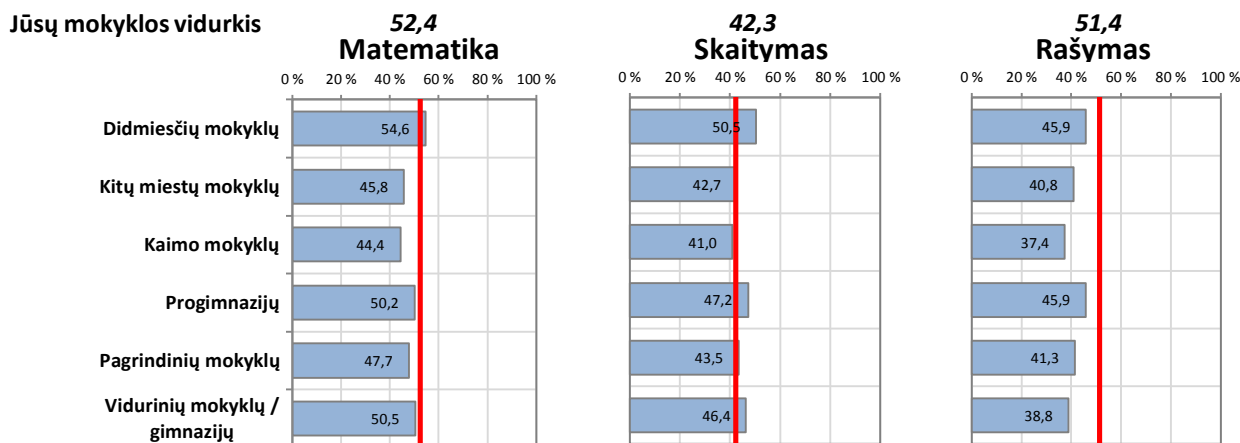 Jūsų mokyklos vidurkis 52,4 42,3 51,4
Matematika Skaitymas Rašymas
0 % 20 % 40 % 60 % 80 % 100 % 0 % 20 % 40 % 60 % 80 % 100 % 0 % 20 % 40 % 60 % 80 % 100 %
Didmiesčių mokyklų 54,6 50,5 45,9
Kitų miestų mokyklų 45,8 42,7 40,8
Kaimo mokyklų 44,4 41,0 37,4
Progimnazijų 50,2 47,2 45,9
Pagrindinių mokyklų 47,7 43,5 41,3
Vidurinių mokyklų /
gimnazijų 50,5 46,4 38,8